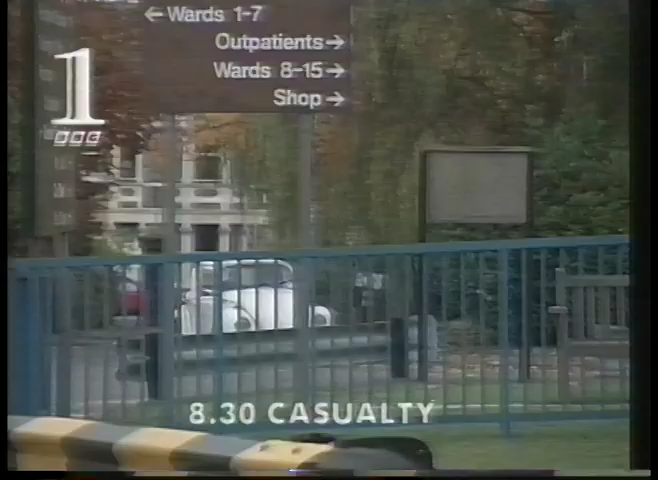 ←Wards 1-7
Outpatients→
Wards 8-15→
Shop→
1
BBC
8.30 CASUALTY